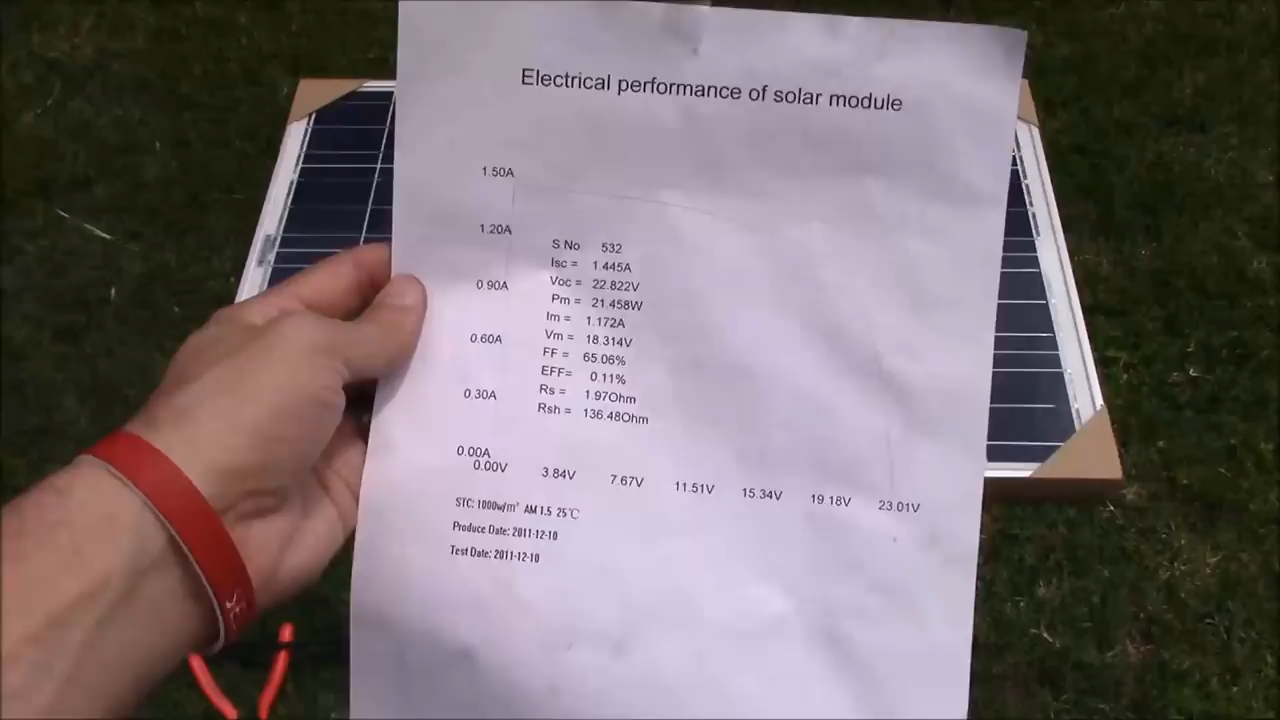 Electrical performance of solar module
1.50A
1.20A
0.90A
0.60A
0.30A
0.00A
S.No 532
Isc = 1.445A
Voc = 22.822V
Pm = 21.458W
Im = 1.172A
Vm = 18.314V
FF = 65.06%
EFF= 0.11%
Rs = 1.97Ohm
Rsh = 136.48Ohm
0.00V 3.84V 7.67V 11.51V 15.34V 19.18V 23.01V
STC: 1000w/m² AM 1.5 25℃
Produce Date: 2011-12-10
Test Date: 2011-12-10